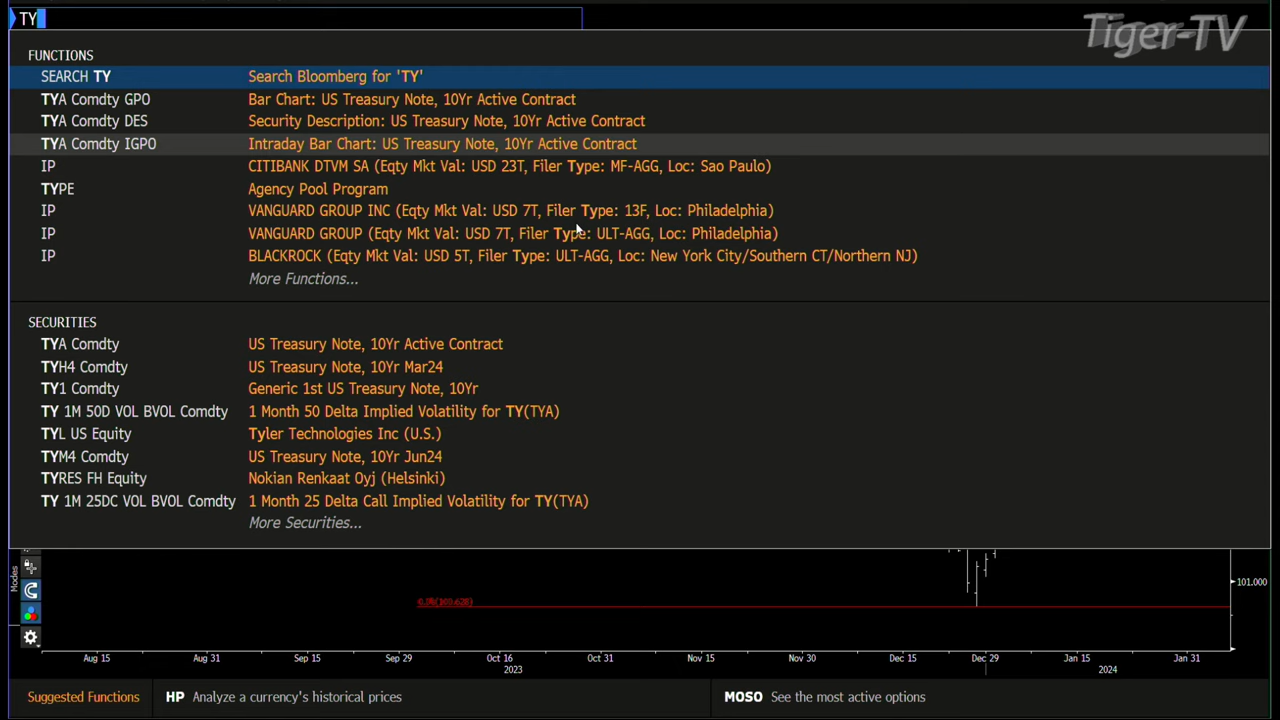 TY
Tiger-TV
FUNCTIONS
SEARCH TY Search Bloomberg for 'TY'
TYA Comdty GPO Bar Chart: US Treasury Note, 10Yr Active Contract
TYA Comdty DES Security Description: US Treasury Note, 10Yr Active Contract
TYA Comdty IGPO Intraday Bar Chart: US Treasury Note, 10Yr Active Contract
IP CITIBANK DTVM SA (Eqty Mkt Val: USD 23T, Filer Type: MF-AGG, Loc: Sao Paulo)
TYPE Agency Pool Program
IP VANGUARD GROUP INC (Eqty Mkt Val: USD 7T, Filer Type: 13F, Loc: Philadelphia)
IP VANGUARD GROUP (Eqty Mkt Val: USD 7T, Filer Type: ULT-AGG, Loc: Philadelphia)
IP BLACKROCK (Eqty Mkt Val: USD 5T, Filer Type: ULT-AGG, Loc: New York City/Southern CT/Northern NJ)
More Functions...
SECURITIES
TYA Comdty US Treasury Note, 10Yr Active Contract
TYH4 Comdty US Treasury Note, 10Yr Mar24
TY1 Comdty Generic 1st US Treasury Note, 10Yr
TY 1M 50D VOL BVOL Comdty 1 Month 50 Delta Implied Volatility for TY(TYA)
TYL US Equity Tyler Technologies Inc (U.S.)
TYM4 Comdty US Treasury Note, 10Yr Jun24
TYRES FH Equity Nokian Renkaat Oyj (Helsinki)
TY 1M 25DC VOL BVOL Comdty 1 Month 25 Delta Call Implied Volatility for TY(TYA)
More Securities...
Modes
101.000
Aug 15 Aug 31 Sep 15 Sep 29 Oct 16 Oct 31 Nov 15 Nov 30 Dec 15 Dec 29 Jan 15 Jan 31
2023 2024
Suggested Functions HP Analyze a currency's historical prices MOSO See the most active options